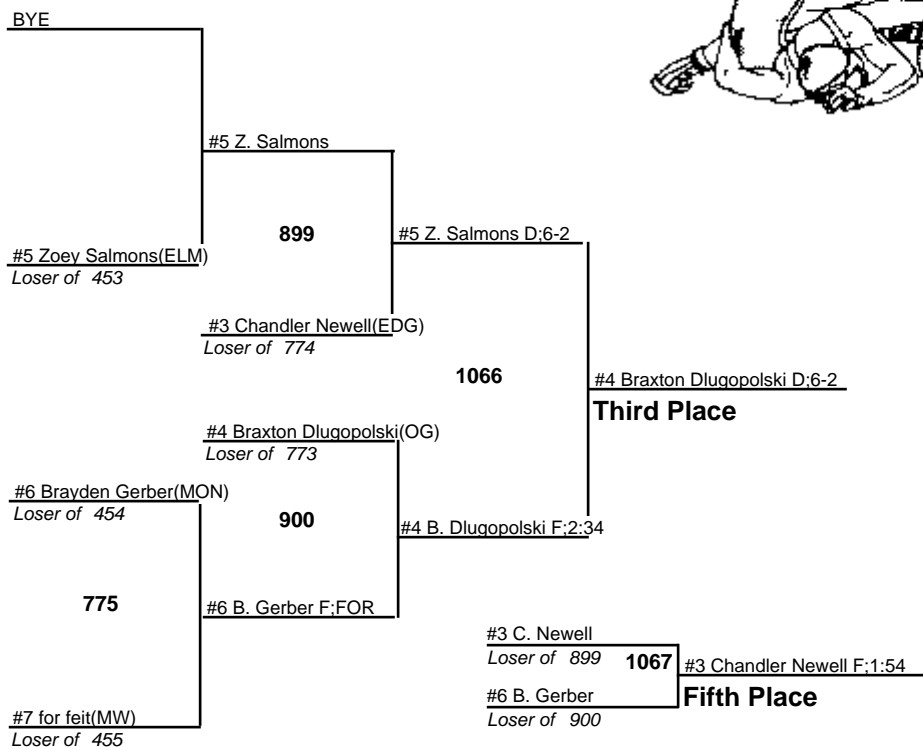 BYE
#5 Z. Salmons
899
#5 Z. Salmons D;6-2
#5 Zoey Salmons(ELM)
Loser of 453
#3 Chandler Newell(EDG)
Loser of 774
1066
#4 Braxton Dlugopolski D;6-2
Third Place
#4 Braxton Dlugopolski(OG)
Loser of 773
#6 Brayden Gerber(MON)
Loser of 454
900
#4 B. Dlugopolski F;2:34
775
#6 B. Gerber F;FOR
#3 C. Newell
Loser of 899
1067
#3 Chandler Newell F;1:54
Fifth Place
#6 B. Gerber
Loser of 900
#7 for feit(MW)
Loser of 455